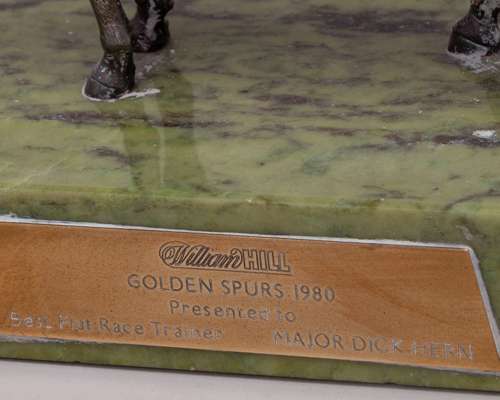 William HILL
GOLDEN SPURS 1980
Presented to
Best Flat Race Trainer MAJOR DICK HERN